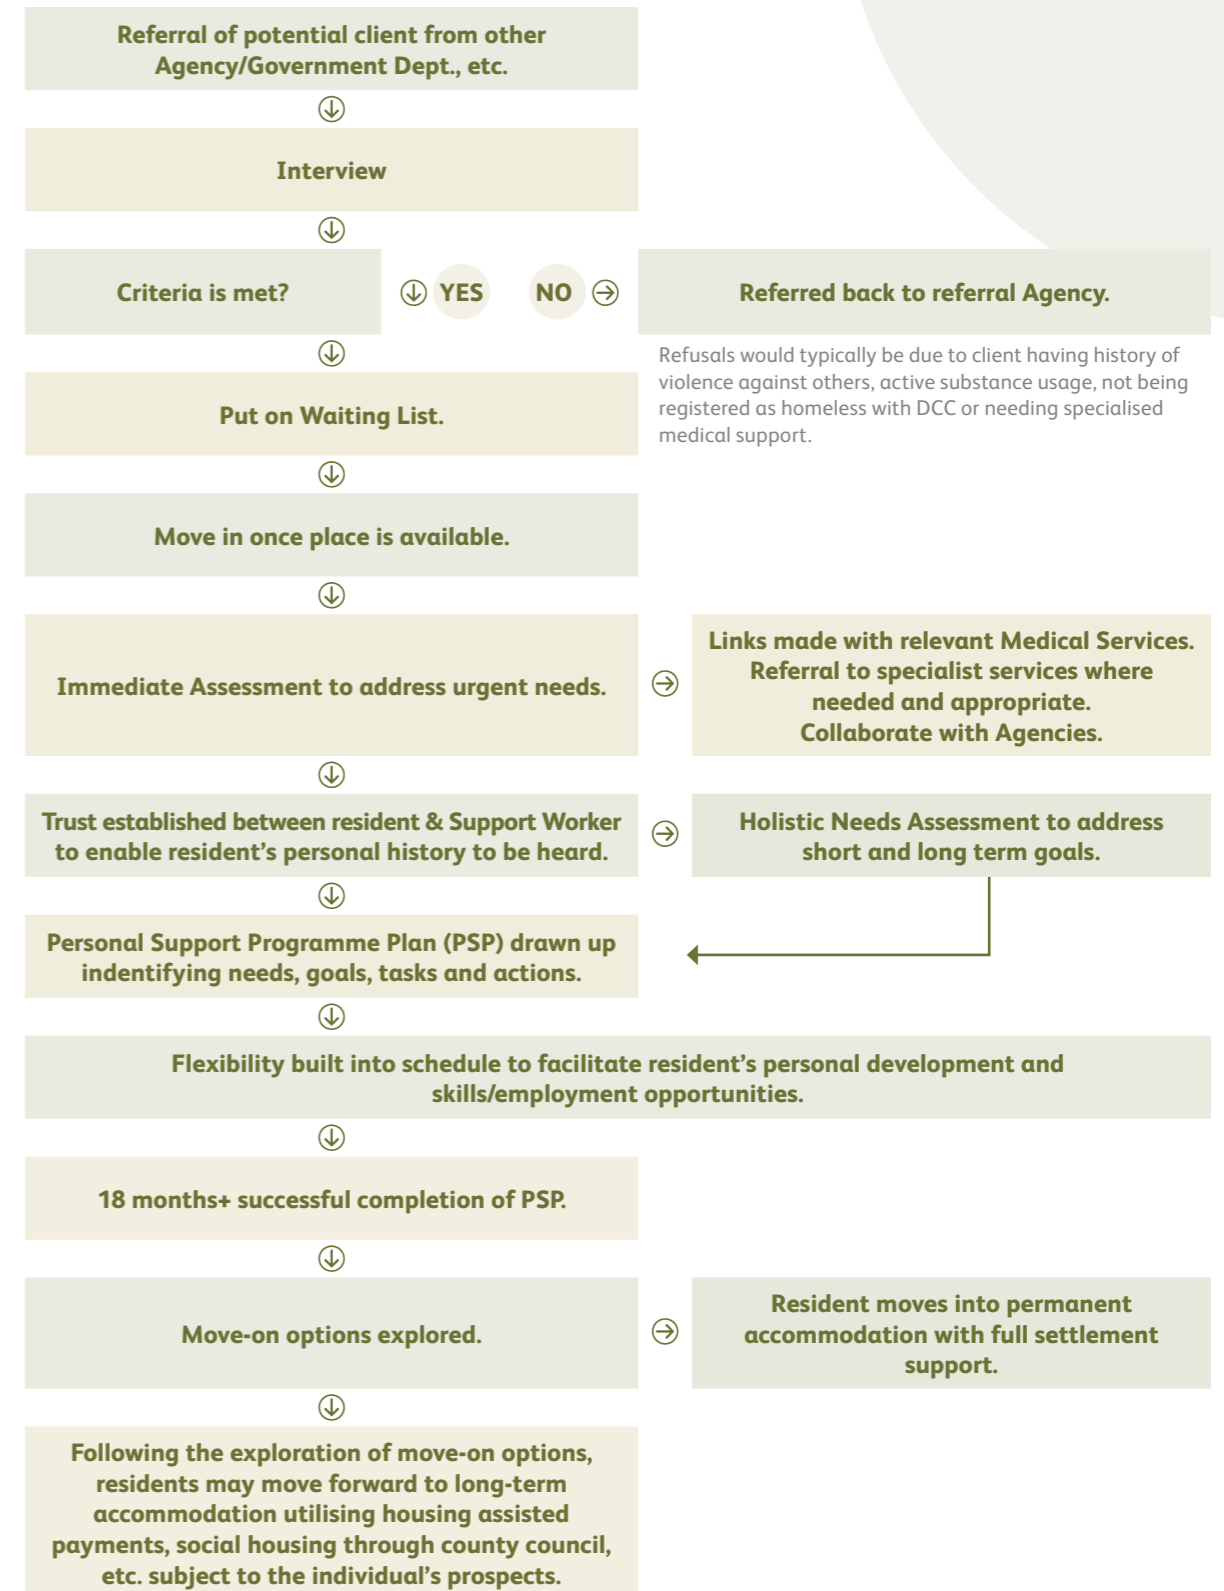 Referral of potential client from other
Agency/Government Dept., etc.
Interview
Criteria is met?
YES
NO
Referred back to referral Agency.
Refusals would typically be due to client having history of
violence against others, active substance usage, not being
registered as homeless with DCC or needing specialised
medical support.
Put on Waiting List.
Move in once place is available.
Immediate Assessment to address urgent needs.
Links made with relevant Medical Services.
Referral to specialist services where
needed and appropriate.
Collaborate with Agencies.
Trust established between resident & Support Worker
to enable resident’s personal history to be heard.
Holistic Needs Assessment to address
short and long term goals.
Personal Support Programme Plan (PSP) drawn up
indentifying needs, goals, tasks and actions.
Flexibility built into schedule to facilitate resident’s personal development and
skills/employment opportunities.
18 months+ successful completion of PSP.
Move-on options explored.
Resident moves into permanent
accommodation with full settlement
support.
Following the exploration of move-on options,
residents may move forward to long-term
accommodation utilising housing assisted
payments, social housing through county council,
etc. subject to the individual’s prospects.